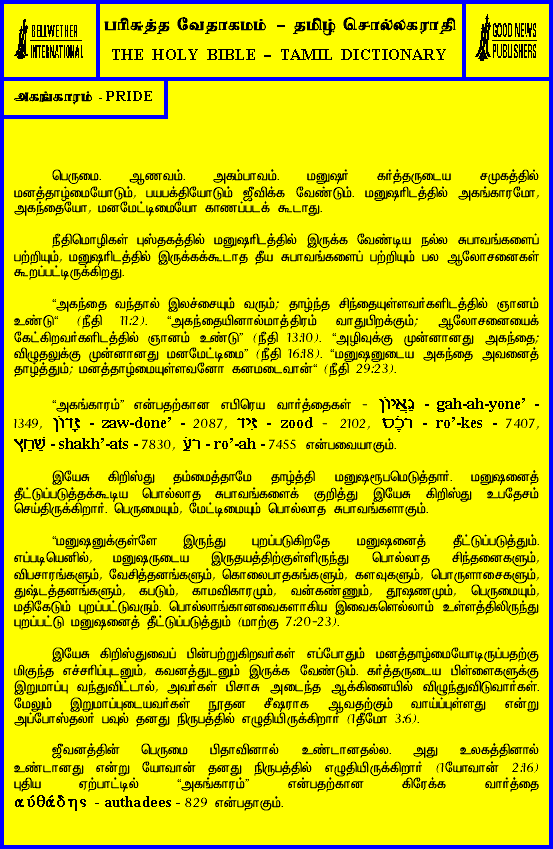 BELLWETHER
INTERNATIONAL
பரிசுத்த வேதாகமம் – தமிழ் சொல்லகராதி
THE HOLY BIBLE – TAMIL DICTIONARY
GOOD NEWS
PUBLISHERS
அகங்காரம் - PRIDE
பெருமை. ஆணவம். அகம்பாவம். மனுஷர் கர்த்தருடைய சமுகத்தில்
மனத்தாழ்மையோடும், பயபக்தியோடும் ஜீவிக்க வேண்டும். மனுஷரிடத்தில் அகங்காரமோ,
அகந்தையோ, மனமேட்டிமையோ காணப்படக் கூடாது.
நீதிமொழிகள் புஸ்தகத்தில் மனுஷரிடத்தில் இருக்க வேண்டிய நல்ல சுபாவங்களைப்
பற்றியும், மனுஷரிடத்தில் இருக்கக்கூடாத தீய சுபாவங்களைப் பற்றியும் பல ஆலோசனைகள்
கூறப்பட்டிருக்கிறது.
“அகந்தை வந்தால் இலச்சையும் வரும்; தாழ்ந்த சிந்தையுள்ளவர்களிடத்தில் ஞானம்
உண்டு“ (நீதி 11:2). “அகந்தையினால்மாத்திரம் வாதுபிறக்கும்; ஆலோசனையைக்
கேட்கிறவர்களிடத்தில் ஞானம் உண்டு” (நீதி 13:10). “அழிவுக்கு முன்னானது அகந்தை;
விழுதலுக்கு முன்னானது மனமேட்டிமை” (நீதி 16:18). “மனுஷனுடைய அகந்தை அவனைத்
தாழ்த்தும்; மனத்தாழ்மையுள்ளவனோ கனமடைவான்“ (நீதி 29:23).
“அகங்காரம்” என்பதற்கான எபிரெய வார்த்தைகள் - גַּאֲיוֹן - gah-ah-yone’ -
1349, זָדוֹן - zaw-done’ - 2087, זִיד - zood - 2102, רֹכֶס - ro’-kes - 7407,
שַׁחַץ - shakh’-ats - 7830, רֹעַ - ro’-ah - 7455 என்பவையாகும்.
இயேசு கிறிஸ்து தம்மைத்தாமே தாழ்த்தி மனுஷரூபமெடுத்தார். மனுஷனைத்
தீட்டுப்படுத்தக்கூடிய பொல்லாத சுபாவங்களைக் குறித்து இயேசு கிறிஸ்து உபதேசம்
செய்திருக்கிறார். பெருமையும், மேட்டிமையும் பொல்லாத சுபாவங்களாகும்.
“மனுஷனுக்குள்ளே இருந்து புறப்படுகிறதே மனுஷனைத் தீட்டுப்படுத்தும்.
எப்படியெனில், மனுஷருடைய இருதயத்திற்குள்ளிருந்து பொல்லாத சிந்தனைகளும்,
விபசாரங்களும், வேசித்தனங்களும், கொலைபாதகங்களும், களவுகளும், பொருளாசைகளும்,
துஷ்டத்தனங்களும், கபடும், காமவிகாரமும், வன்கண்ணும், தூஷணமும், பெருமையும்,
மதிகேடும் புறப்பட்டுவரும். பொல்லாங்கானவைகளாகிய இவைகளெல்லாம் உள்ளத்திலிருந்து
புறப்பட்டு மனுஷனைத் தீட்டுப்படுத்தும் (மாற்கு 7:20-23).
இயேசு கிறிஸ்துவைப் பின்பற்றுகிறவர்கள் எப்போதும் மனத்தாழ்மையோடிருப்பதற்கு
மிகுந்த எச்சரிப்புடனும், கவனத்துடனும் இருக்க வேண்டும். கர்த்தருடைய பிள்ளைகளுக்கு
இறுமாப்பு வந்துவிட்டால், அவர்கள் பிசாசு அடைந்த ஆக்கினையில் விழுந்துவிடுவார்கள்.
மேலும் இறுமாப்புடையவர்கள் நூதன சீஷராக ஆவதற்கும் வாய்ப்புள்ளது என்று
அப்போஸ்தலர் பவுல் தனது நிருபத்தில் எழுதியிருக்கிறார் (1தீமோ 3:6).
ஜீவனத்தின் பெருமை பிதாவினால் உண்டானதல்ல. அது உலகத்தினால்
உண்டானது என்று யோவான் தனது நிருபத்தில் எழுதியிருக்கிறார் (1யோவான் 2:16)
புதிய ஏற்பாட்டில் “அகங்காரம்” என்பதற்கான கிரேக்க வார்த்தை
αύθάδης - authadees - 829 என்பதாகும்.